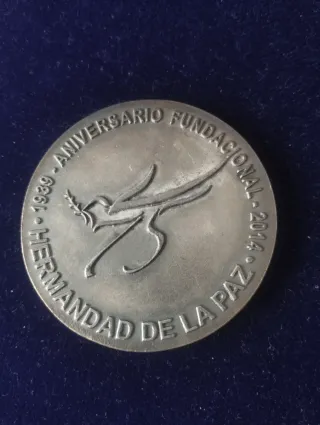 · 1939 - ANIVERSARIO FUNDACIONAL - 2014 ·
HERMANDAD DE LA PAZ
75